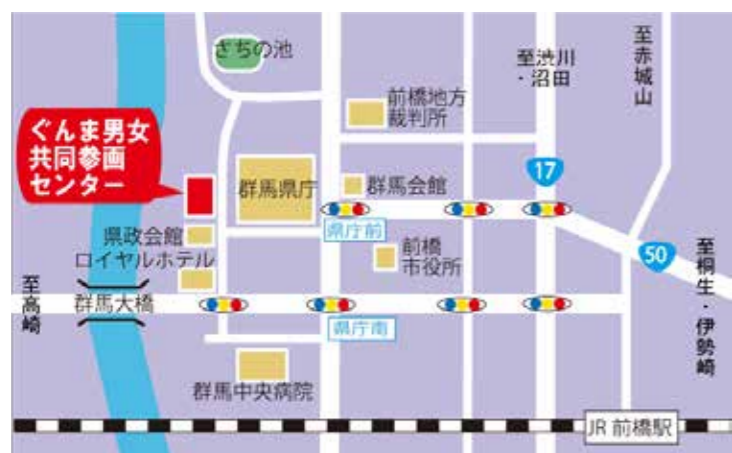 さちの池
至渋川
・沼田
至赤城山
前橋地方
裁判所
ぐんま男女
共同参画
センター
17
群馬県庁
群馬会館
県庁前
県政会館
前橋
市役所
ロイヤルホテル
50
至桐生・伊勢崎
至高崎
群馬大橋
県庁南
群馬中央病院
JR 前橋駅